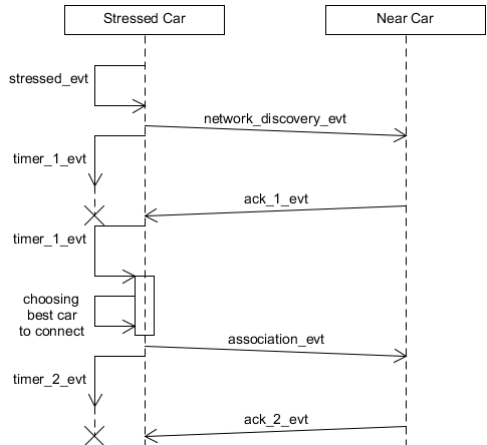 Stressed Car
Near Car
stressed_evt
network_discovery_evt
timer_1_evt
ack_1_evt
timer_1_evt
choosing
best car
to connect
association_evt
timer_2_evt
ack_2_evt